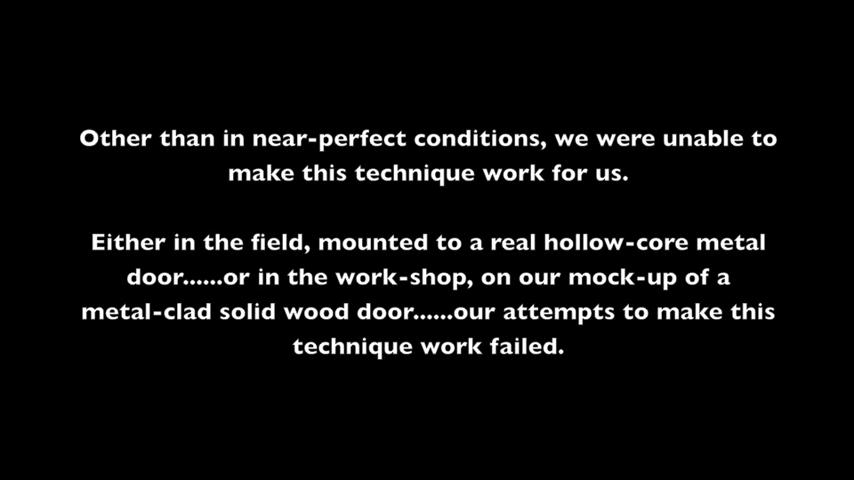 Other than in near-perfect conditions, we were unable to
make this technique work for us.
Either in the field, mounted to a real hollow-core metal
door......or in the work-shop, on our mock-up of a
metal-clad solid wood door......our attempts to make this
technique work failed.